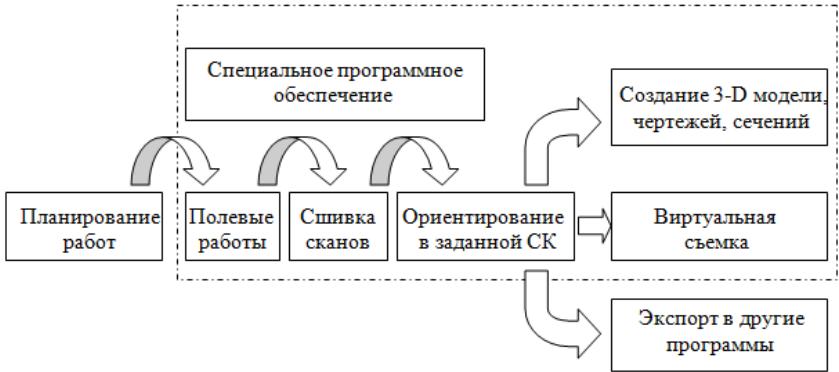 Специальное программное
обеспечение
Создание 3-D модели,
чертежей, сечений
Планирование
работ
Полевые
работы
Сшивка
сканов
Ориентирование
в заданной СК
Виртуальная
съемка
Экспорт в другие
программы